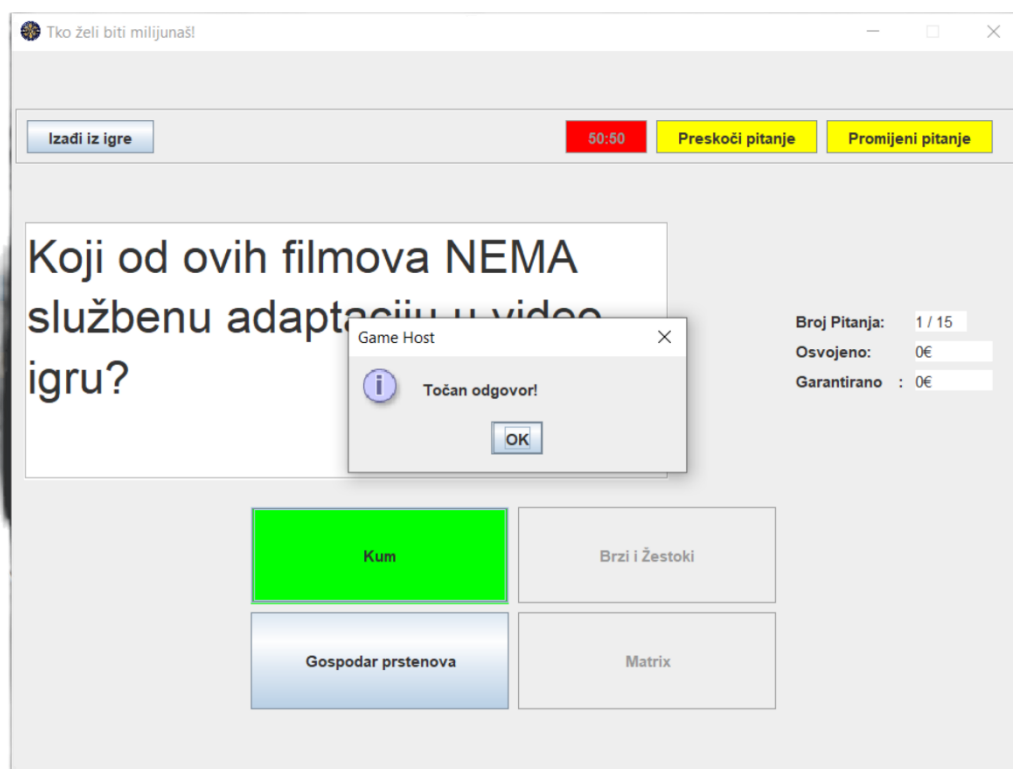 Tko želi biti milijunaš!
Izađi iz igre
50:50
Preskoči pitanje
Promijeni pitanje
Koji od ovih filmova NEMA
službenu adaptaciju u video
igru?
Game Host
Točan odgovor!
OK
Broj Pitanja: 1 / 15
Osvojeno: 0€
Garantirano : 0€
Kum
Brzi i Žestoki
Gospodar prstenova
Matrix